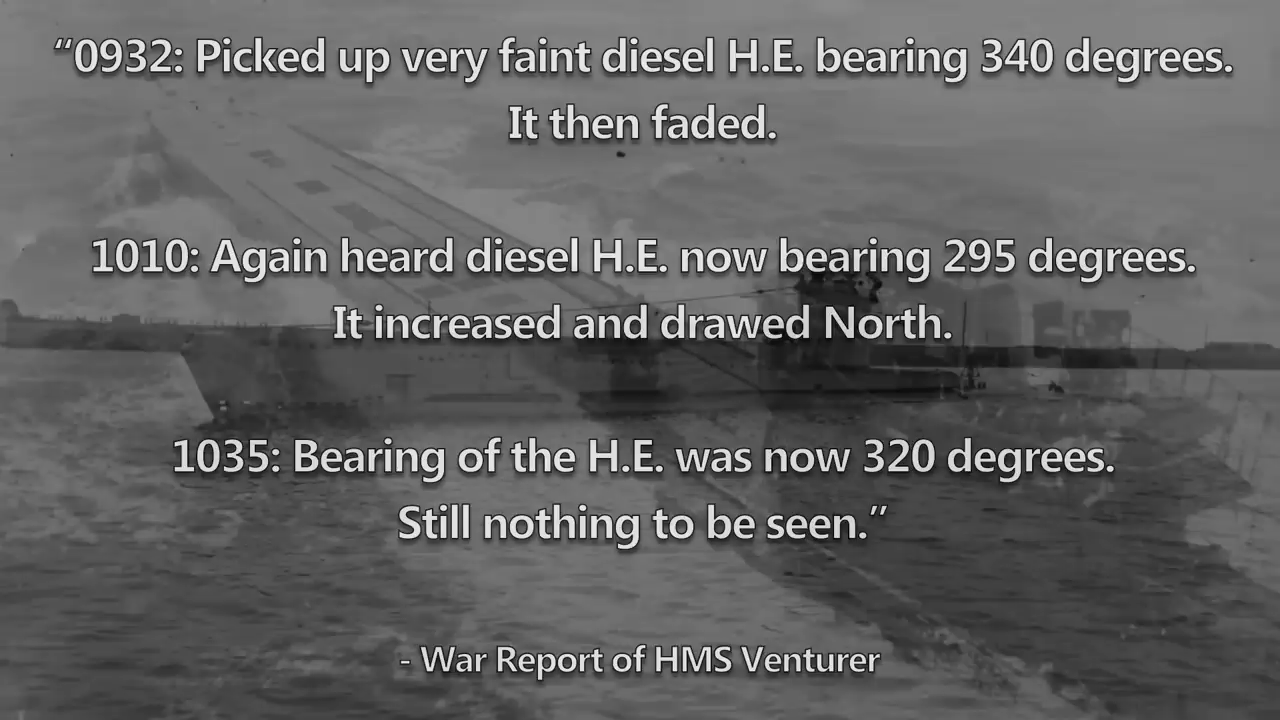 “0932: Picked up very faint diesel H.E. bearing 340 degrees.
It then faded.
1010: Again heard diesel H.E. now bearing 295 degrees.
It increased and drawed North.
1035: Bearing of the H.E. was now 320 degrees.
Still nothing to be seen.”
- War Report of HMS Venturer